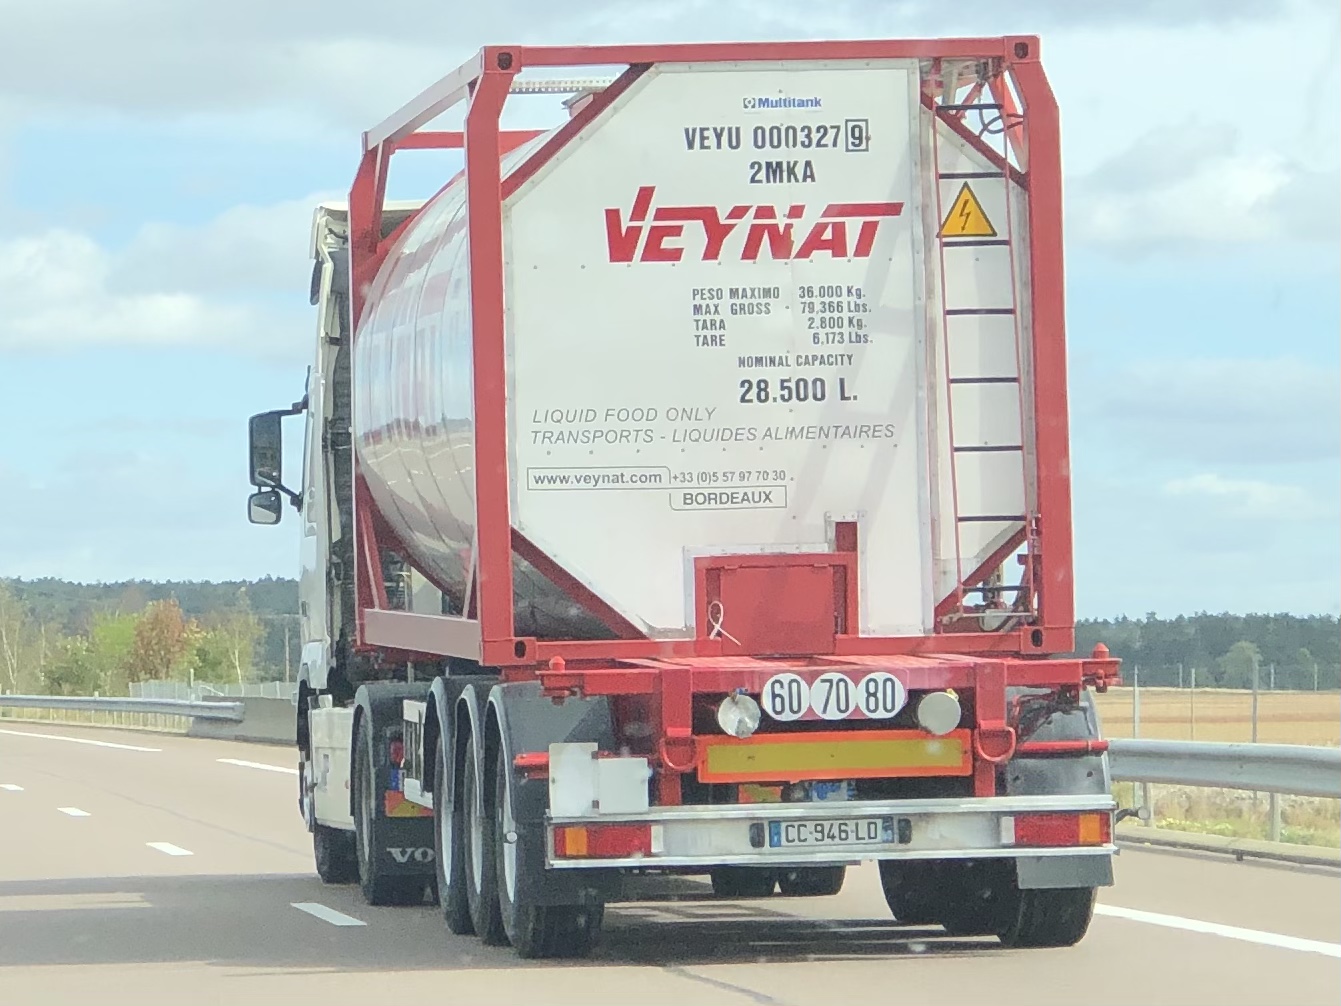 Multitank
VEYU 000327 9
2MKA
VEYNAT
PESO MAXIMO 36.000 Kg.
MAX GROSS - 79,366 Lbs.
TARA 2.800 Kg.
TARE 6,173 Lbs.
NOMINAL CAPACITY
28.500 L.
LIQUID FOOD ONLY
TRANSPORTS - LIQUIDES ALIMENTAIRES
www.veynat.com +33 (0)5 57 97 70 30
BORDEAUX
60 70 80
CC-946-LD
VO